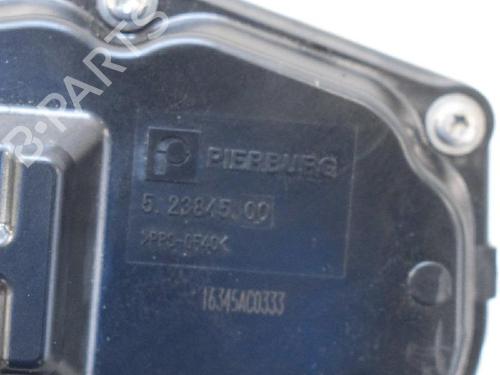 B-PARTS
PIERBURG
5.23845.00
>PPS-GF40<
16345AC0333